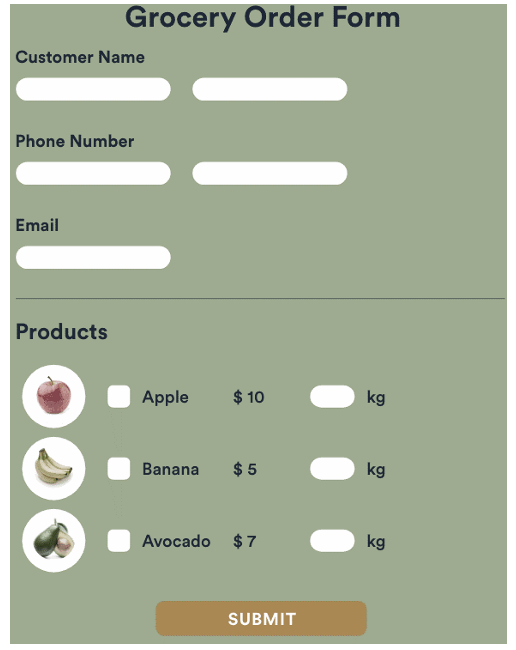 Grocery Order Form
Customer Name
Phone Number
Email
Products
Apple $ 10 kg
Banana $ 5 kg
Avocado $ 7 kg
SUBMIT